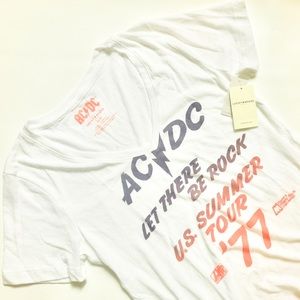 AC/DC
AC⚡DC
LET THERE
BE ROCK
U.S. SUMMER
TOUR
'77